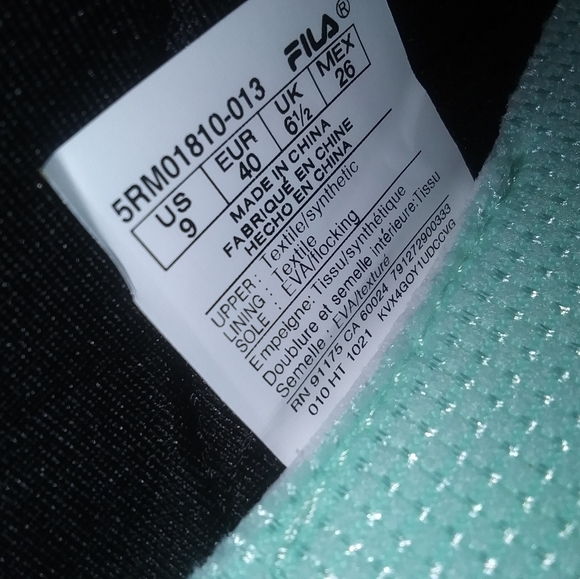 FILA®
5RM01810-013
US EUR UK MEX
9 40 6½ 26
MADE IN CHINA
FABRIQUÉ EN CHINE
HECHO EN CHINA
UPPER: Textile/synthetic
LINING: Textile
SOLE: EVA/flocking
Empeigne: Tissu/synthétique
Doublure et semelle intérieure: Tissu
Semelle: EVA/texturé
RN 91175 CA 60024 791272900333
010 HT 1021 KVX4GOY1UDCCVG